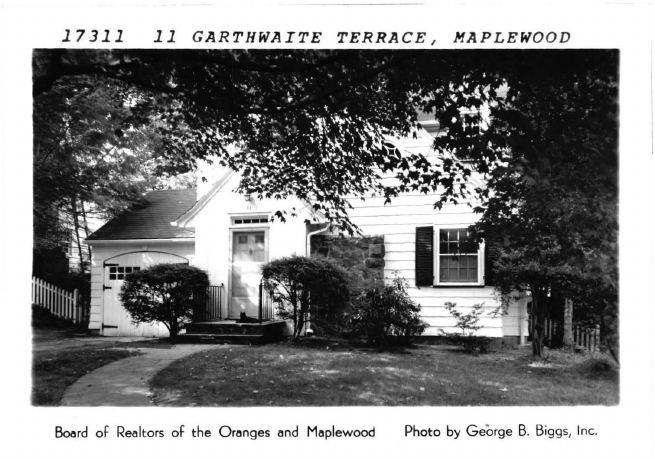 17311 11 GARTHWAITE TERRACE, MAPLEWOOD
Board of Realtors of the Oranges and Maplewood Photo by George B. Biggs, Inc.